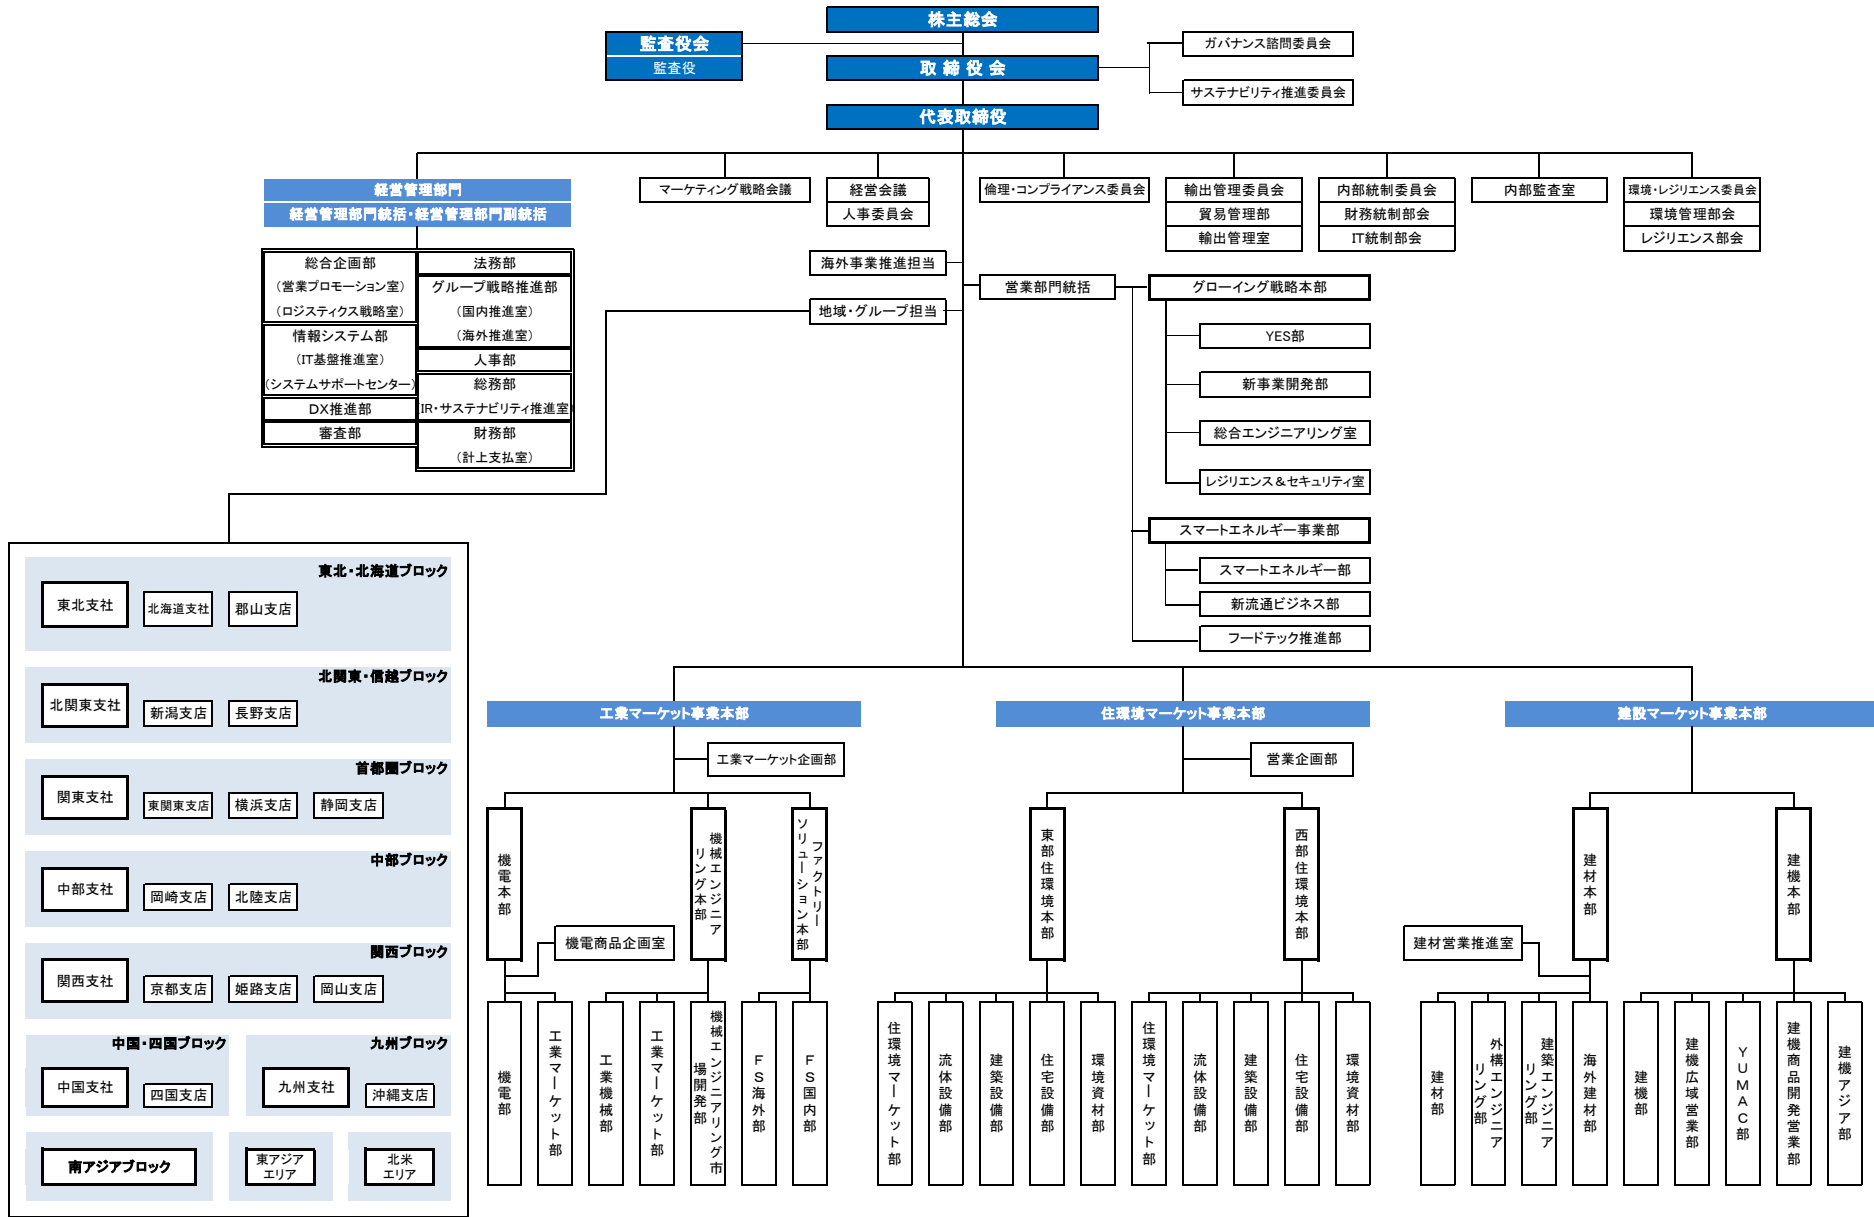 株主総会
監査役会
監査役
取締役会
ガバナンス諮問委員会
サステナビリティ推進委員会
代表取締役
経営管理部門
経営管理部門統括・経営管理部門副統括
マーケティング戦略会議
経営会議
人事委員会
倫理・コンプライアンス委員会
輸出管理委員会
貿易管理部
輸出管理室
内部統制委員会
財務統制部会
IT統制部会
内部監査室
環境・レジリエンス委員会
環境管理部会
レジリエンス部会
総合企画部
（営業プロモーション室）
（ロジスティクス戦略室）
情報システム部
（IT基盤推進室）
（システムサポートセンター）
DX推進部
審査部
法務部
グループ戦略推進部
（国内推進室）
（海外推進室）
人事部
総務部
（IR・サステナビリティ推進室）
財務部
（計上支払室）
海外事業推進担当
地域・グループ担当
営業部門統括
グローイング戦略本部
YES部
新事業開発部
総合エンジニアリング室
レジリエンス＆セキュリティ室
スマートエネルギー事業部
スマートエネルギー部
新流通ビジネス部
フードテック推進部
東北・北海道ブロック
東北支社
北海道支社
郡山支店
北関東・信越ブロック
北関東支社
新潟支店
長野支店
首都圏ブロック
関東支社
東関東支店
横浜支店
静岡支店
中部ブロック
中部支社
岡崎支店
北陸支店
関西ブロック
関西支社
京都支店
姫路支店
岡山支店
中国・四国ブロック
中国支社
四国支店
九州ブロック
九州支社
沖縄支店
南アジアブロック
東アジア
エリア
北米
エリア
工業マーケット事業本部
工業マーケット企画部
機電本部
機械エンジニア
リング本部
ファクトリー
ソリューション本部
機電商品企画室
機電部
工業マーケット部
工業機械部
工業マーケット部
機械エンジニアリング市
場開発部
FS海外部
FS国内部
住環境マーケット事業本部
営業企画部
東部住環境本部
西部住環境本部
住環境マーケット部
流体設備部
建築設備部
住宅設備部
環境資材部
住環境マーケット部
流体設備部
建築設備部
住宅設備部
環境資材部
建設マーケット事業本部
建材本部
建機本部
建材営業推進室
建材部
外構エンジニア
リング部
建築エンジニア
リング部
海外建材部
建機部
建機広域営業部
YUMAC部
建機商品開発営業部
建機アジア部